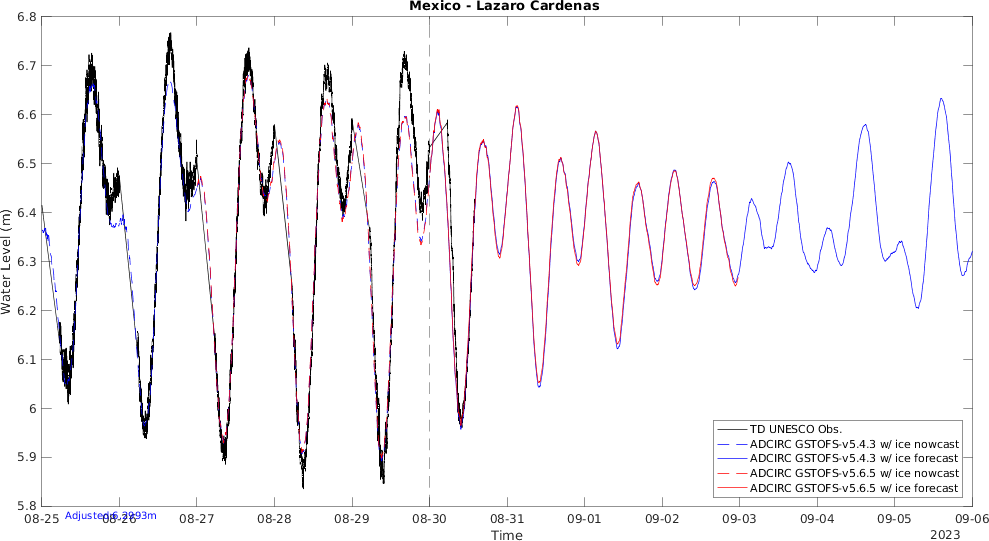 Mexico - Lazaro Cardenas
Water Level (m)
6.8
6.7
6.6
6.5
6.4
6.3
6.2
6.1
6
5.9
5.8
TD UNESCO Obs.
ADCIRC GSTOFS-v5.4.3 w/ ice nowcast
ADCIRC GSTOFS-v5.4.3 w/ ice forecast
ADCIRC GSTOFS-v5.6.5 w/ ice nowcast
ADCIRC GSTOFS-v5.6.5 w/ ice forecast
08-25 08-26 08-27 08-28 08-29 08-30 08-31 09-01 09-02 09-03 09-04 09-05 09-06
Adjusted 6.2993m
Time
2023